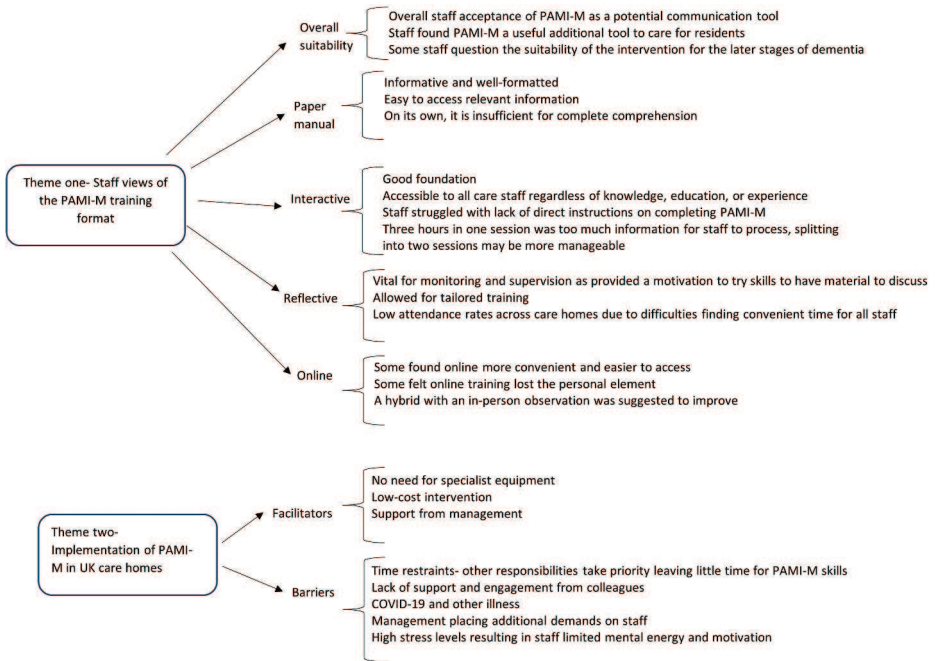 Overall
suitability
Overall staff acceptance of PAMI-M as a potential communication tool
Staff found PAMI-M a useful additional tool to care for residents
Some staff question the suitability of the intervention for the later stages of dementia
Paper
manual
Informative and well-formatted
Easy to access relevant information
On its own, it is insufficient for complete comprehension
Theme one- Staff views of
the PAMI-M training
format
Interactive
Good foundation
Accessible to all care staff regardless of knowledge, education, or experience
Staff struggled with lack of direct instructions on completing PAMI-M
Three hours in one session was too much information for staff to process, splitting
into two sessions may be more manageable
Reflective
Vital for monitoring and supervision as provided a motivation to try skills to have material to discuss
Allowed for tailored training
Low attendance rates across care homes due to difficulties finding convenient time for all staff
Online
Some found online more convenient and easier to access
Some felt online training lost the personal element
A hybrid with an in-person observation was suggested to improve
Theme two-
Implementation of PAMI-
M in UK care homes
Facilitators
No need for specialist equipment
Low-cost intervention
Support from management
Barriers
Time restraints- other responsibilities take priority leaving little time for PAMI-M skills
Lack of support and engagement from colleagues
COVID-19 and other illness
Management placing additional demands on staff
High stress levels resulting in staff limited mental energy and motivation